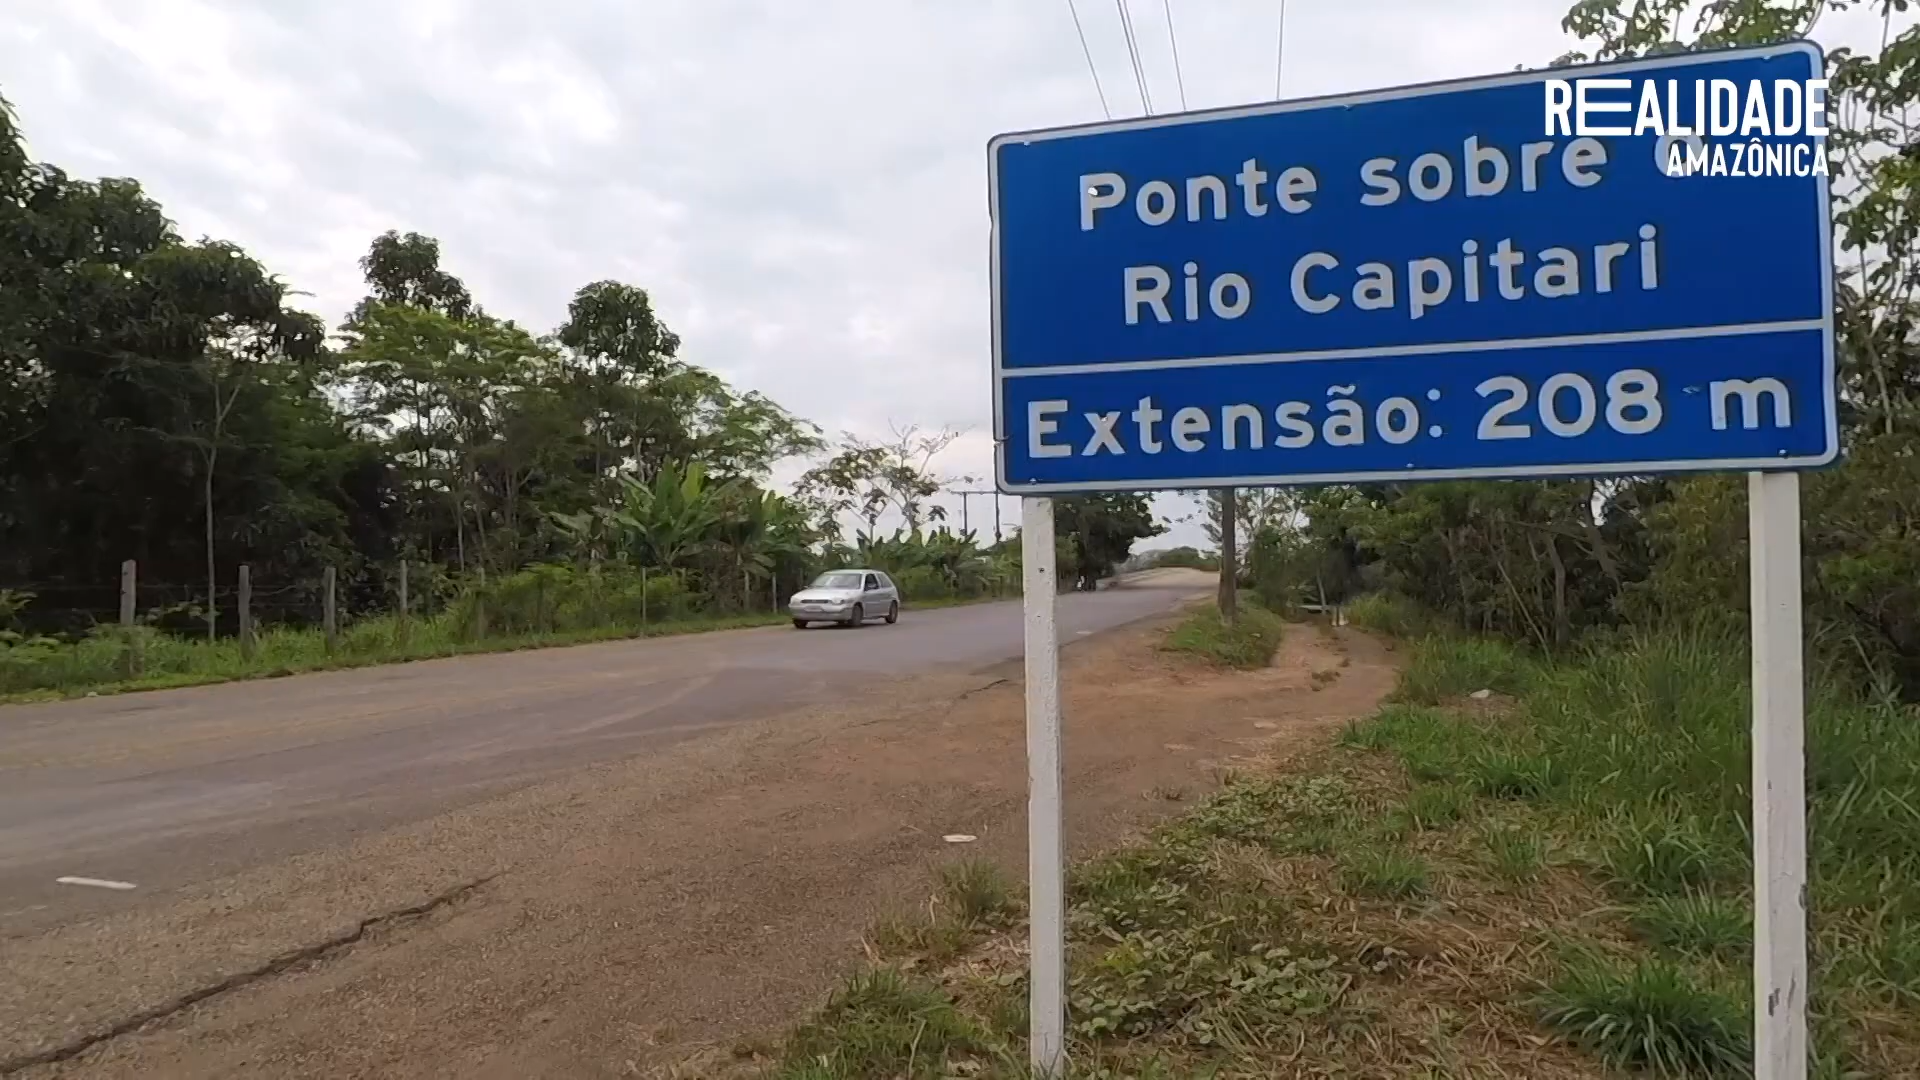 REALIDADE
AMAZÔNICA
Ponte sobre o
Rio Capitari
Extensão: 208 m